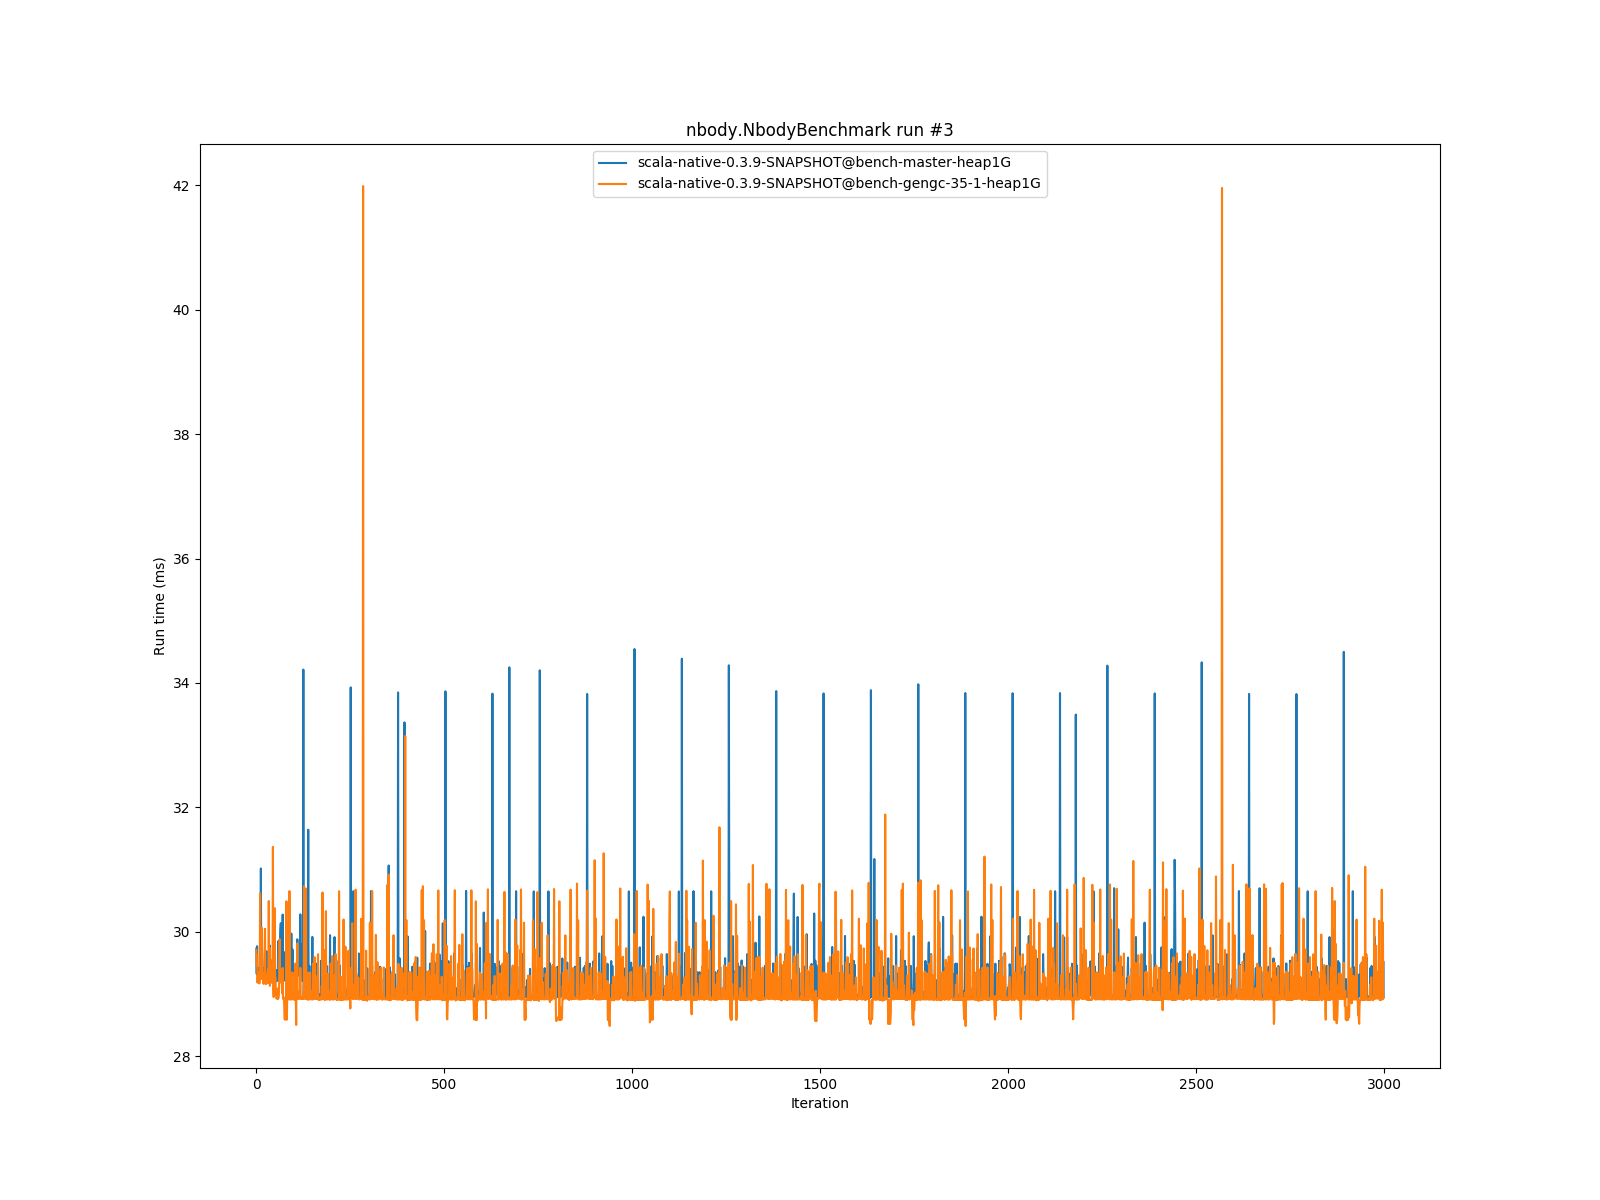 nbody.NbodyBenchmark run #3
scala-native-0.3.9-SNAPSHOT@bench-master-heap1G
scala-native-0.3.9-SNAPSHOT@bench-gengc-35-1-heap1G
42
40
38
36
34
32
30
28
Run time (ms)
0 500 1000 1500 2000 2500 3000
Iteration